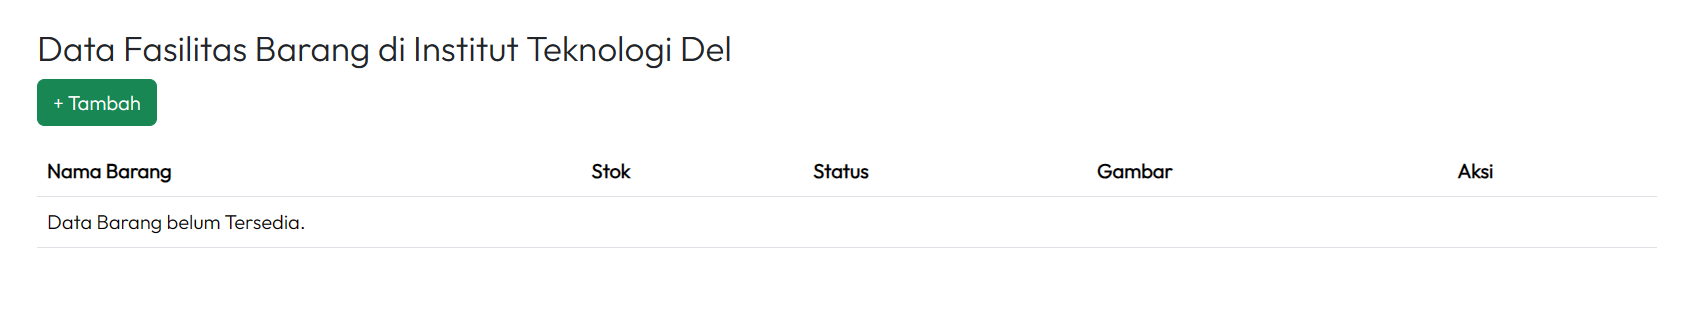 Data Fasilitas Barang di Institut Teknologi Del
+ Tambah
Nama Barang Stok Status Gambar Aksi
Data Barang belum Tersedia.